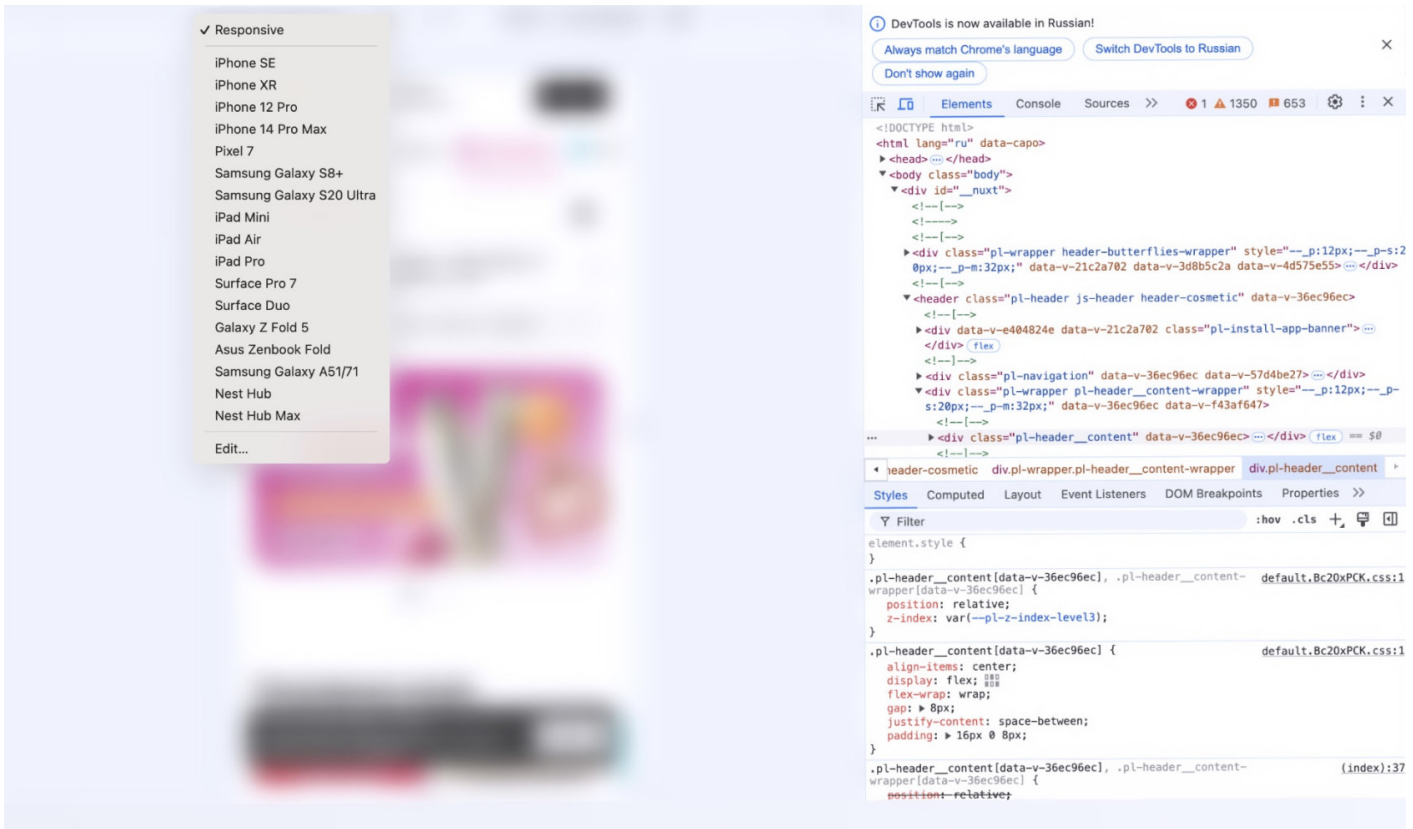 ✓ Responsive
iPhone SE
iPhone XR
iPhone 12 Pro
iPhone 14 Pro Max
Pixel 7
Samsung Galaxy S8+
Samsung Galaxy S20 Ultra
iPad Mini
iPad Air
iPad Pro
Surface Pro 7
Surface Duo
Galaxy Z Fold 5
Asus Zenbook Fold
Samsung Galaxy A51/71
Nest Hub
Nest Hub Max
Edit...
DevTools is now available in Russian!
Always match Chrome's language
Switch DevTools to Russian
Don't show again
Elements Console Sources >> 1 1350 653
<!DOCTYPE html>
<html lang="ru" data-capo>
<head> ... </head>
<body class="body">
<div id="__nuxt">
<!--[-->
<!---->
<!--[-->
<div class="pl-wrapper header-butterflies-wrapper" style="--_p:12px;--_p-s:2
0px;--_p-m:32px;" data-v-21c2a702 data-v-3d8b5c2a data-v-4d575e55> ... </div>
<!--[-->
<header class="pl-header js-header header-cosmetic" data-v-36ec96ec>
<!--[-->
<div data-v-e404824e data-v-21c2a702 class="pl-install-app-banner"> ...
</div> flex
<!--]-->
<div class="pl-navigation" data-v-36ec96ec data-v-57d4be27> ... </div>
<div class="pl-wrapper pl-header__content-wrapper" style="--_p:12px;--_p-
s:20px;--_p-m:32px;" data-v-36ec96ec data-v-f43af647>
<!--[-->
... <div class="pl-header__content" data-v-36ec96ec> ... </div> flex == $0
<!--]-->
header-cosmetic div.pl-wrapper.pl-header__content-wrapper div.pl-header__content
Styles Computed Layout Event Listeners DOM Breakpoints Properties >>
Filter :hov .cls +
element.style {
}
.pl-header__content[data-v-36ec96ec], .pl-header__content- default.Bc2OxPCK.css:1
wrapper[data-v-36ec96ec] {
position: relative;
z-index: var(--pl-z-index-level3);
}
.pl-header__content[data-v-36ec96ec] { default.Bc2OxPCK.css:1
align-items: center;
display: flex;
flex-wrap: wrap;
gap: 8px;
justify-content: space-between;
padding: 16px 0 8px;
}
.pl-header__content[data-v-36ec96ec], .pl-header__content- (index):37
wrapper[data-v-36ec96ec] {
position: relative;